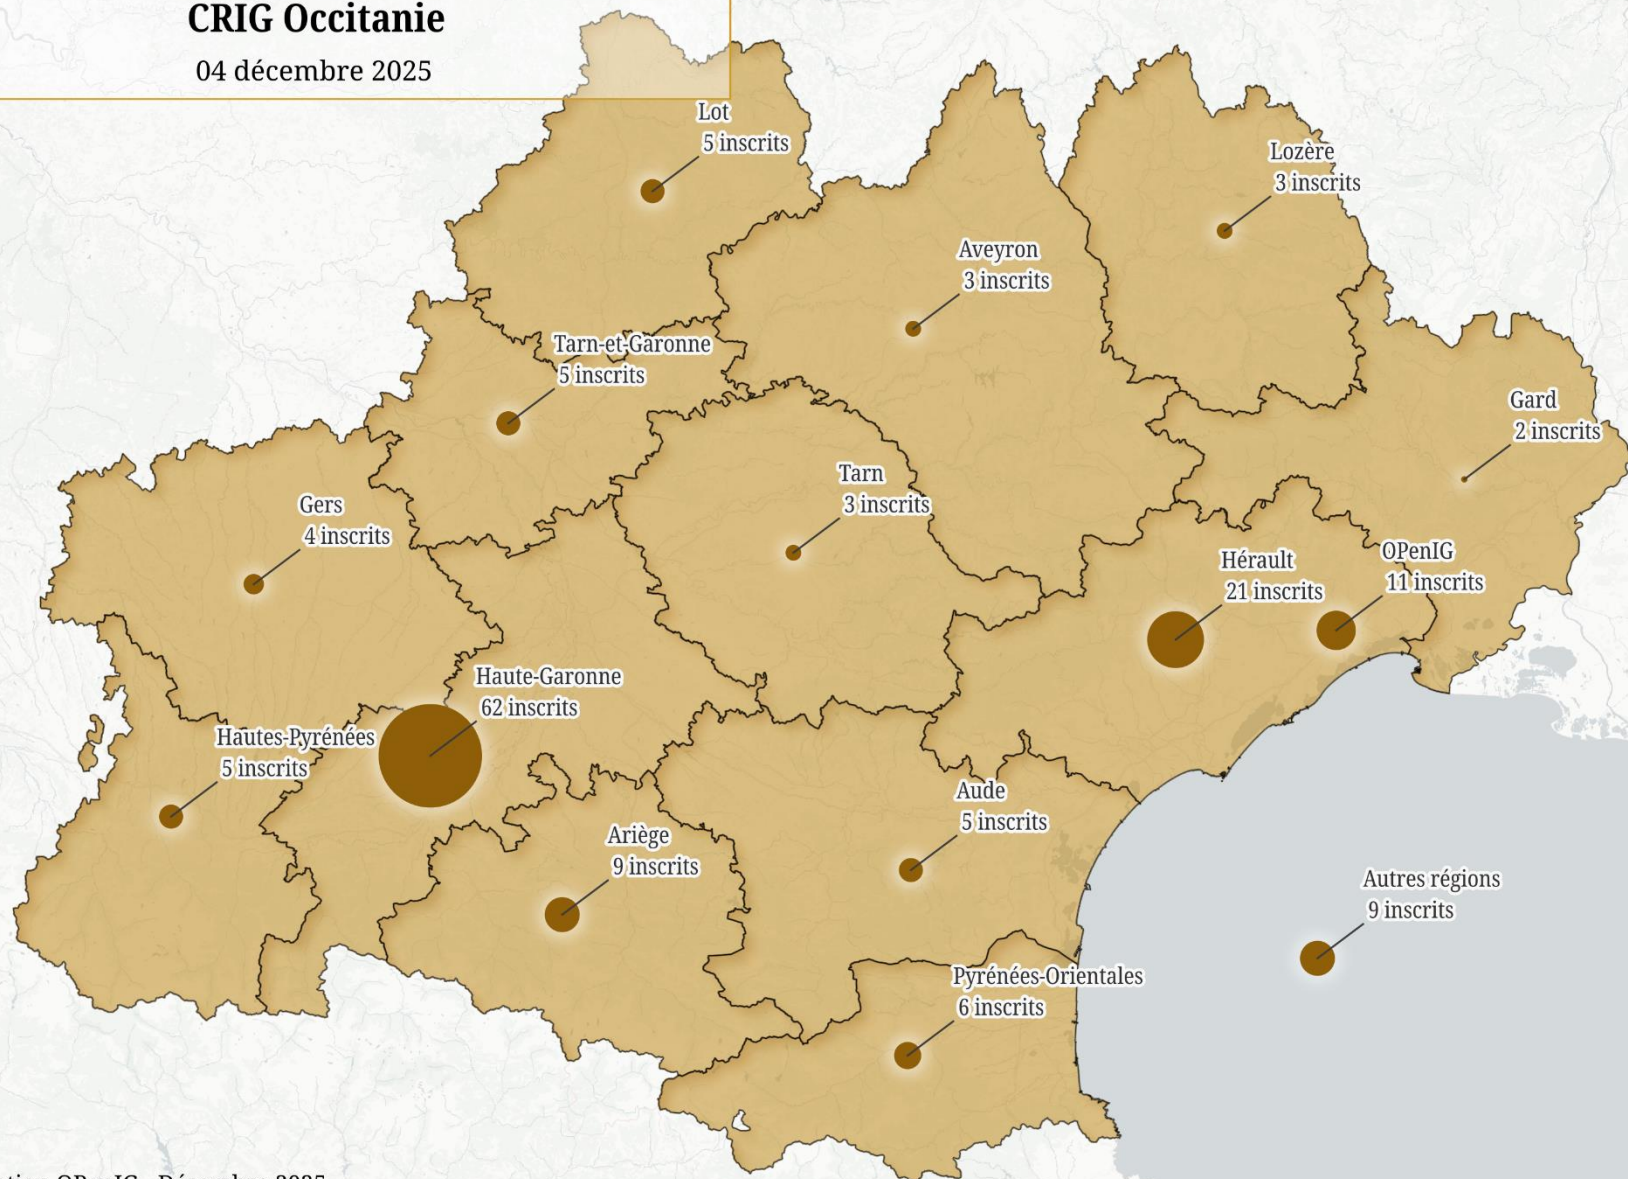 CRIG Occitanie
04 décembre 2025
Lot
5 inscrits
Lozère
3 inscrits
Aveyron
3 inscrits
Tarn-et-Garonne
5 inscrits
Gard
2 inscrits
Tarn
3 inscrits
Gers
4 inscrits
Hérault
21 inscrits
OPenIG
11 inscrits
Haute-Garonne
62 inscrits
Hautes-Pyrénées
5 inscrits
Aude
5 inscrits
Ariège
9 inscrits
Autres régions
9 inscrits
Pyrénées-Orientales
6 inscrits